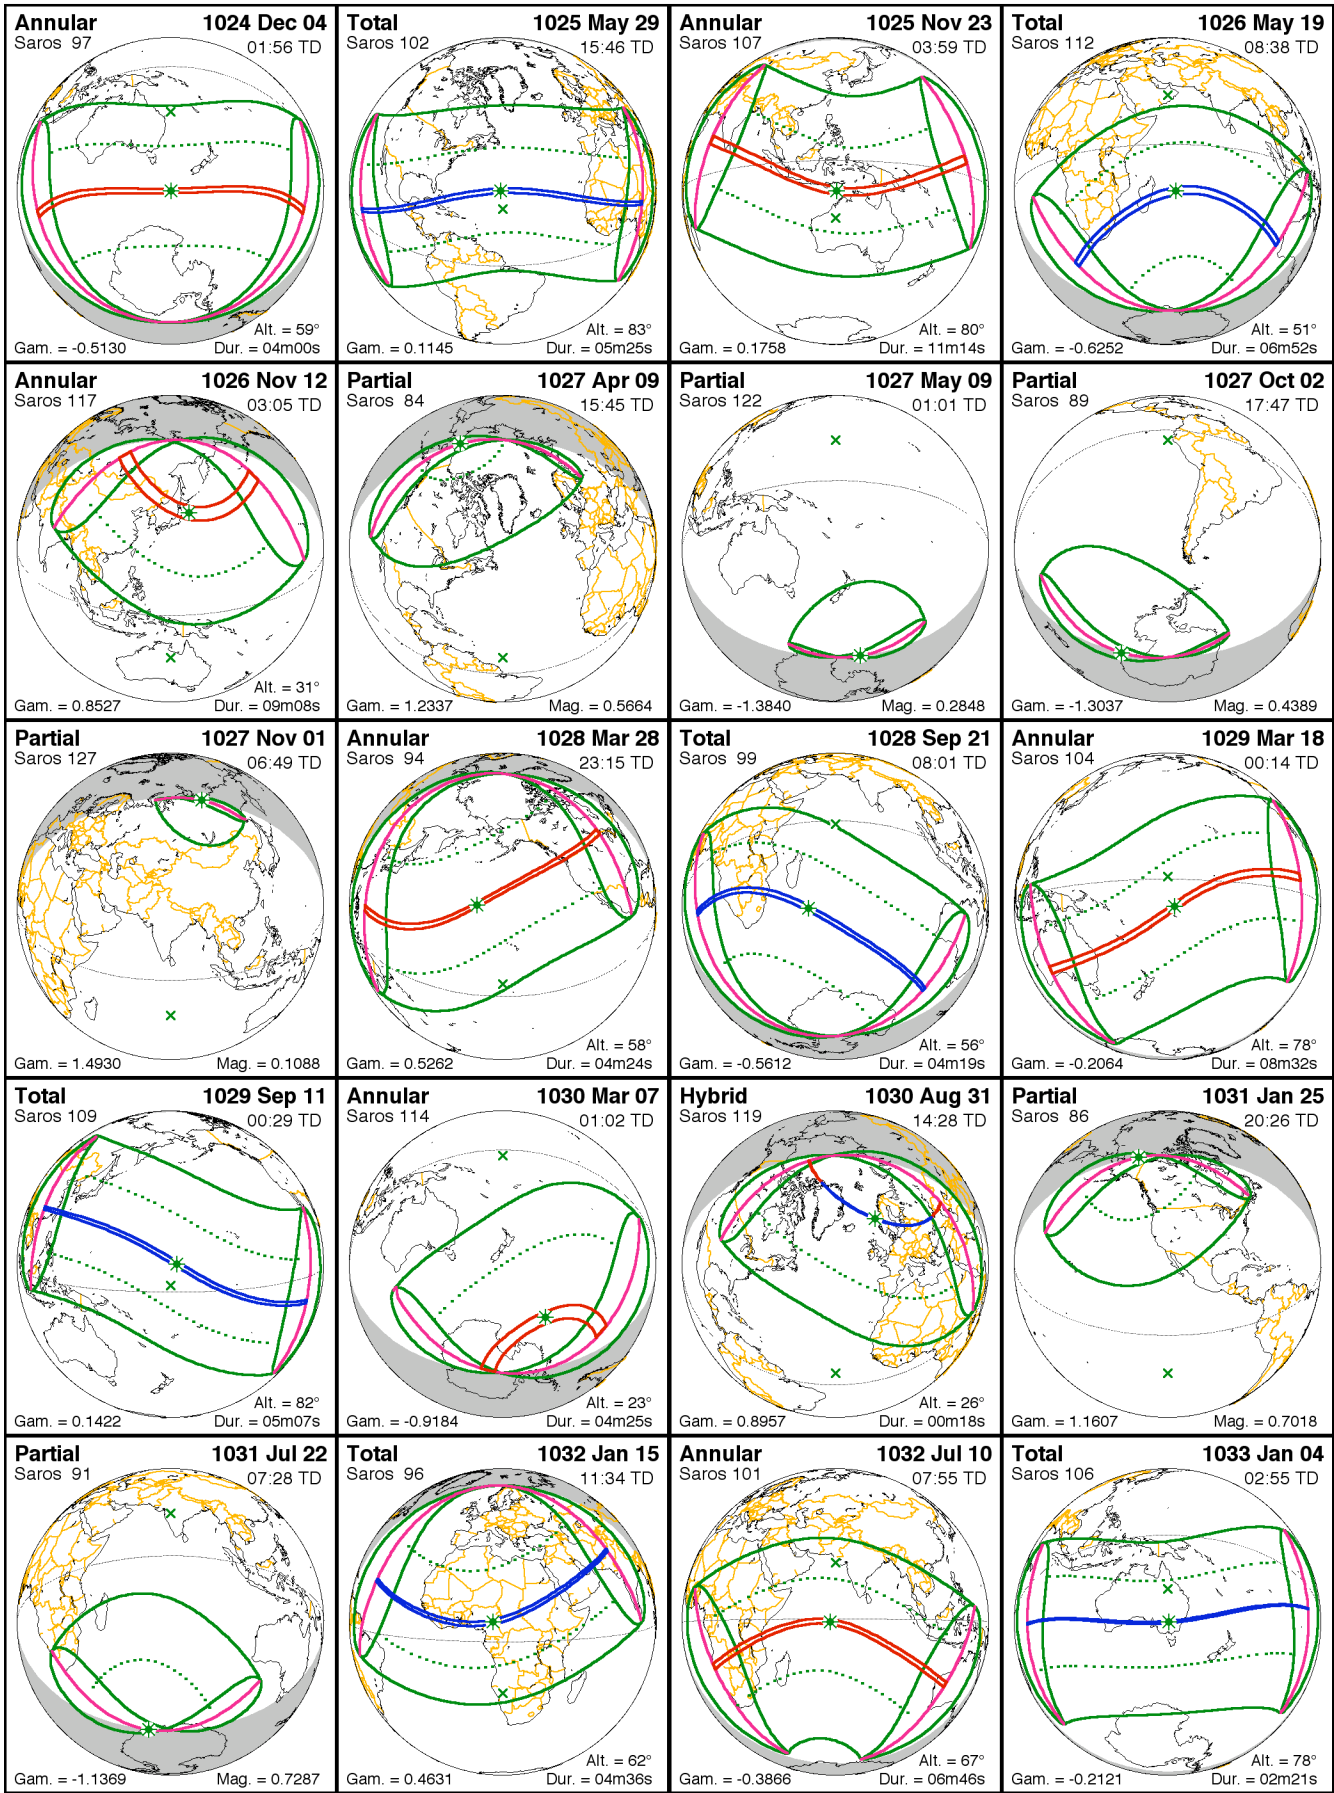 Annular 1024 Dec 04
Saros 97 01:56 TD
Alt. = 59°
Gam. = -0.5130 Dur. = 04m00s
Total 1025 May 29
Saros 102 15:46 TD
Alt. = 83°
Gam. = 0.1145 Dur. = 05m25s
Annular 1025 Nov 23
Saros 107 03:59 TD
Alt. = 80°
Gam. = 0.1758 Dur. = 11m14s
Total 1026 May 19
Saros 112 08:38 TD
Alt. = 51°
Gam. = -0.6252 Dur. = 06m52s
Annular 1026 Nov 12
Saros 117 03:05 TD
Alt. = 31°
Gam. = 0.8527 Dur. = 09m08s
Partial 1027 Apr 09
Saros 84 15:45 TD
Gam. = 1.2337 Mag. = 0.5664
Partial 1027 May 09
Saros 122 01:01 TD
Gam. = -1.3840 Mag. = 0.2848
Partial 1027 Oct 02
Saros 89 17:47 TD
Gam. = -1.3037 Mag. = 0.4389
Partial 1027 Nov 01
Saros 127 06:49 TD
Gam. = 1.4930 Mag. = 0.1088
Annular 1028 Mar 28
Saros 94 23:15 TD
Alt. = 58°
Gam. = 0.5262 Dur. = 04m24s
Total 1028 Sep 21
Saros 99 08:01 TD
Alt. = 56°
Gam. = -0.5612 Dur. = 04m19s
Annular 1029 Mar 18
Saros 104 00:14 TD
Alt. = 78°
Gam. = -0.2064 Dur. = 08m32s
Total 1029 Sep 11
Saros 109 00:29 TD
Alt. = 82°
Gam. = 0.1422 Dur. = 05m07s
Annular 1030 Mar 07
Saros 114 01:02 TD
Alt. = 23°
Gam. = -0.9184 Dur. = 04m25s
Hybrid 1030 Aug 31
Saros 119 14:28 TD
Alt. = 26°
Gam. = 0.8957 Dur. = 00m18s
Partial 1031 Jan 25
Saros 86 20:26 TD
Gam. = 1.1607 Mag. = 0.7018
Partial 1031 Jul 22
Saros 91 07:28 TD
Gam. = -1.1369 Mag. = 0.7287
Total 1032 Jan 15
Saros 96 11:34 TD
Alt. = 62°
Gam. = 0.4631 Dur. = 04m36s
Annular 1032 Jul 10
Saros 101 07:55 TD
Alt. = 67°
Gam. = -0.3866 Dur. = 06m46s
Total 1033 Jan 04
Saros 106 02:55 TD
Alt. = 78°
Gam. = -0.2121 Dur. = 02m21s